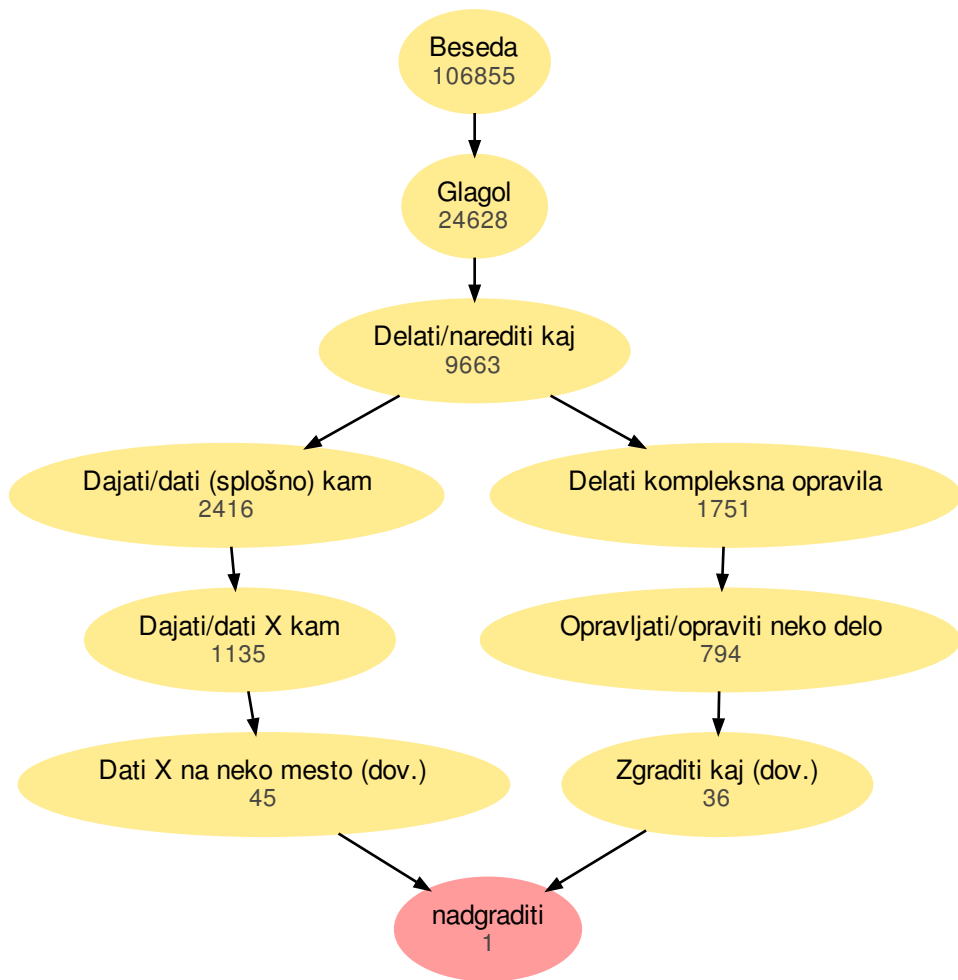 Beseda
106855
Glagol
24628
Delati/narediti kaj
9663
Dajati/dati (splošno) kam
2416
Delati kompleksna opravila
1751
Dajati/dati X kam
1135
Opravljati/opraviti neko delo
794
Dati X na neko mesto (dov.)
45
Zgraditi kaj (dov.)
36
nadgraditi
1